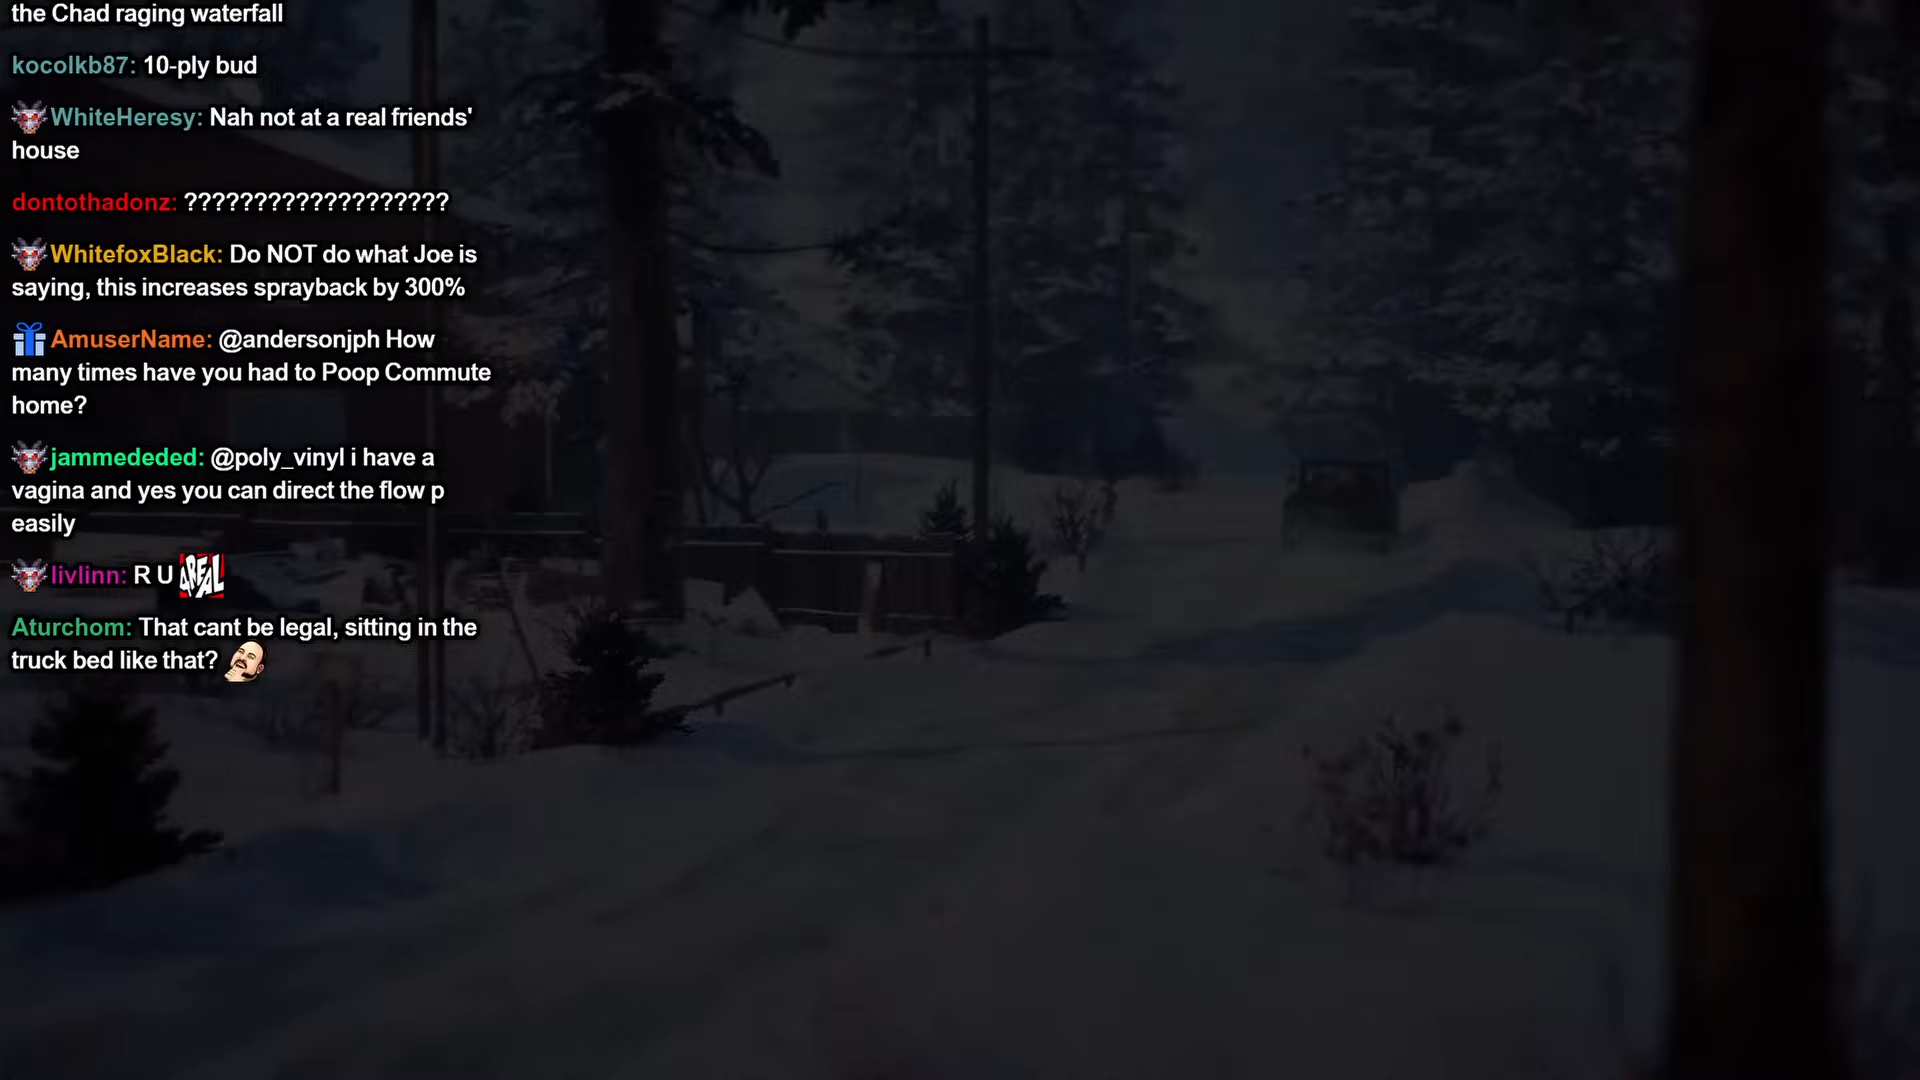 the Chad raging waterfall
kocolkb87: 10-ply bud
WhiteHeresy: Nah not at a real friends'
house
dontothadonz: ???????????????????
WhitefoxBlack: Do NOT do what Joe is
saying, this increases sprayback by 300%
AmuserName: @andersonjph How
many times have you had to Poop Commute
home?
jammededed: @poly_vinyl i have a
vagina and yes you can direct the flow p
easily
livlinn: R U 4REAL
Aturchom: That cant be legal, sitting in the
truck bed like that?